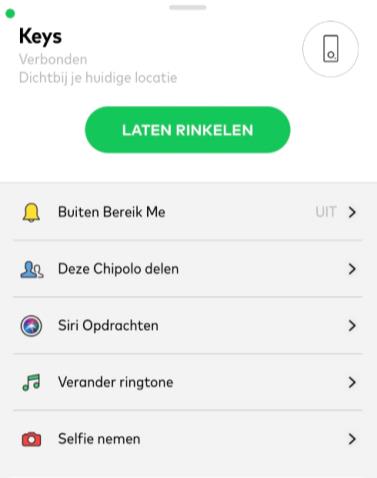 Keys
Verbonden
Dichtbij je huidige locatie
LATEN RINKELEN
Buiten Bereik Me UIT
Deze Chipolo delen
Siri Opdrachten
Verander ringtone
Selfie nemen